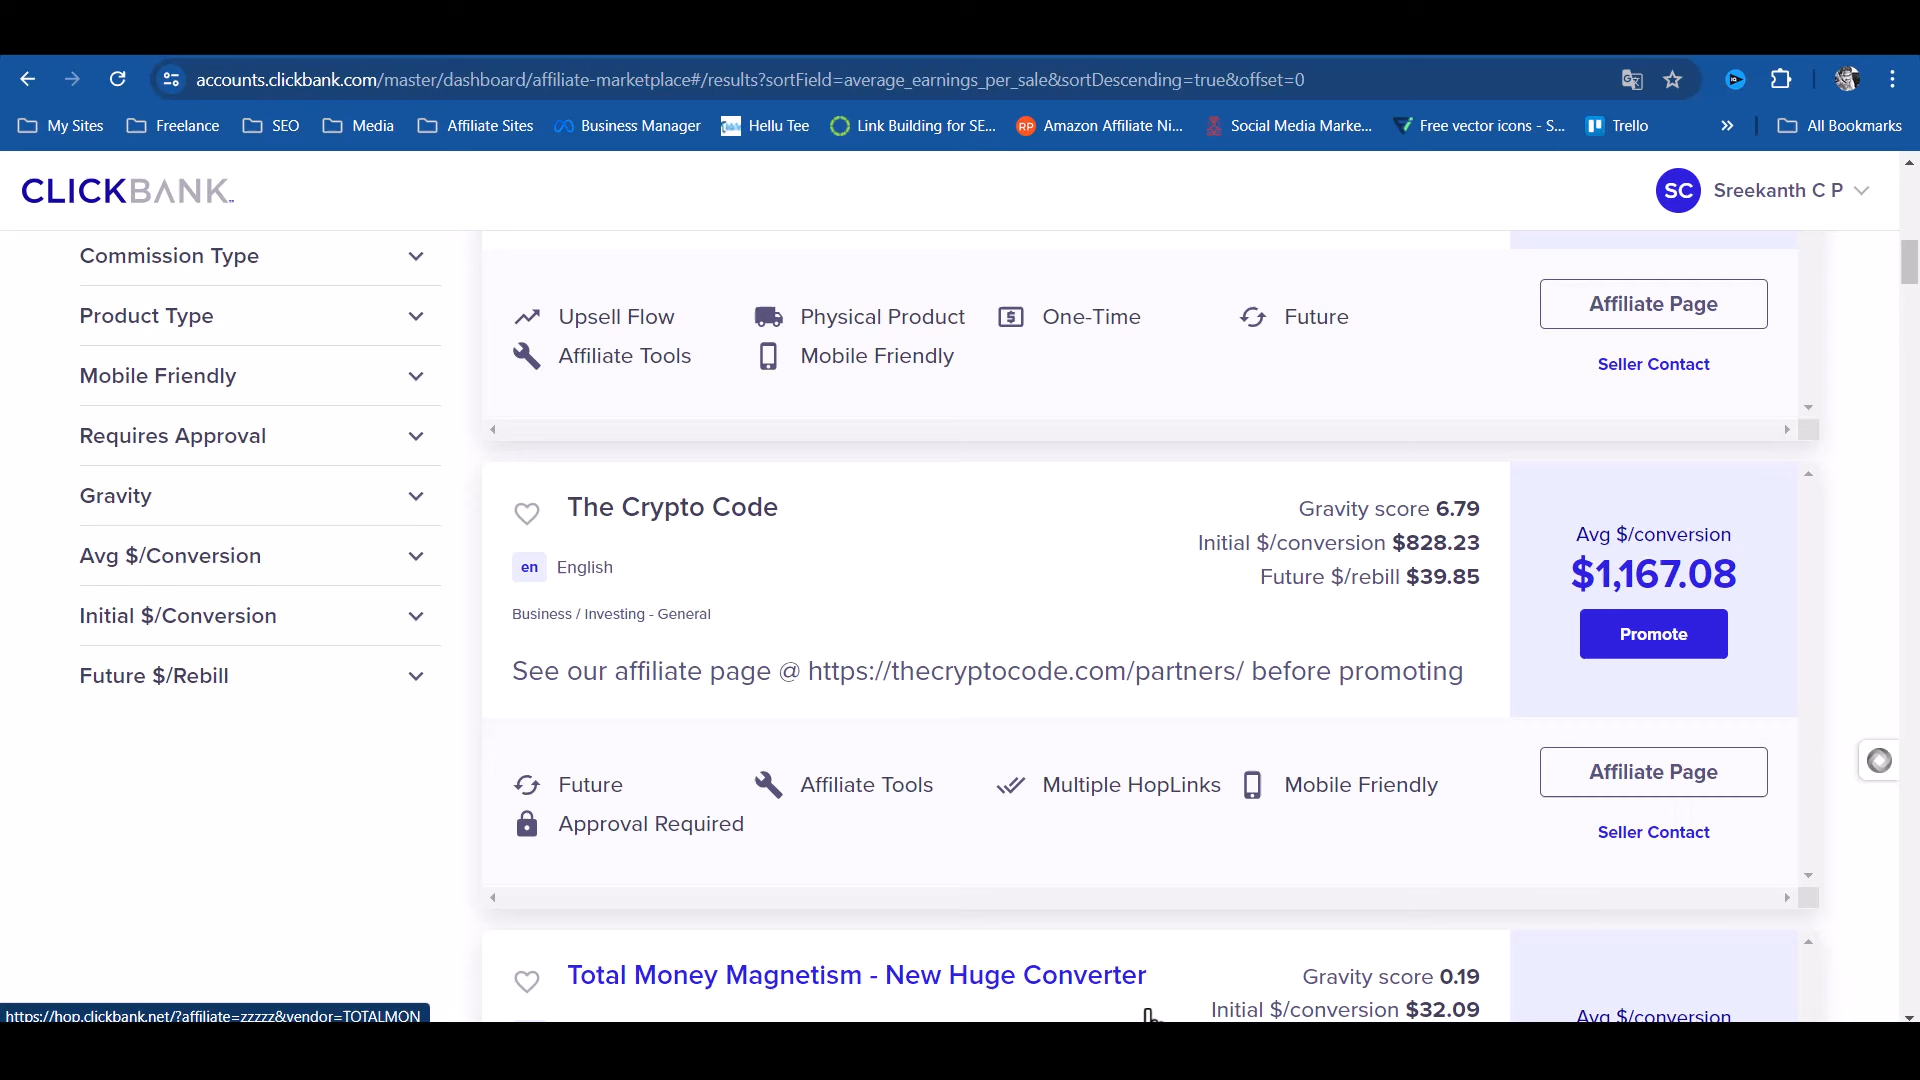 accounts.clickbank.com/master/dashboard/affiliate-marketplace#/results?sortField=average_earnings_per_sale&sortDescending=true&offset=0
My Sites Freelance SEO Media Affiliate Sites Business Manager Hellu Tee Link Building for SE... RP Amazon Affiliate Ni... Social Media Marke... Free vector icons - S... Trello All Bookmarks
CLICKBANK
SC Sreekanth C P
Commission Type
Product Type
Mobile Friendly
Requires Approval
Gravity
Avg $/Conversion
Initial $/Conversion
Future $/Rebill
Upsell Flow Physical Product One-Time Future
Affiliate Tools Mobile Friendly
Affiliate Page
Seller Contact
The Crypto Code
en English
Business / Investing - General
Gravity score 6.79
Initial $/conversion $828.23
Future $/rebill $39.85
See our affiliate page @ https://thecryptocode.com/partners/ before promoting
Avg $/conversion
$1,167.08
Promote
Future Affiliate Tools Multiple HopLinks Mobile Friendly
Approval Required
Affiliate Page
Seller Contact
Total Money Magnetism - New Huge Converter
Gravity score 0.19
Initial $/conversion $32.09
Avg $/conversion
https://hop.clickbank.net/?affiliate=zzzzz&vendor=TOTALMON